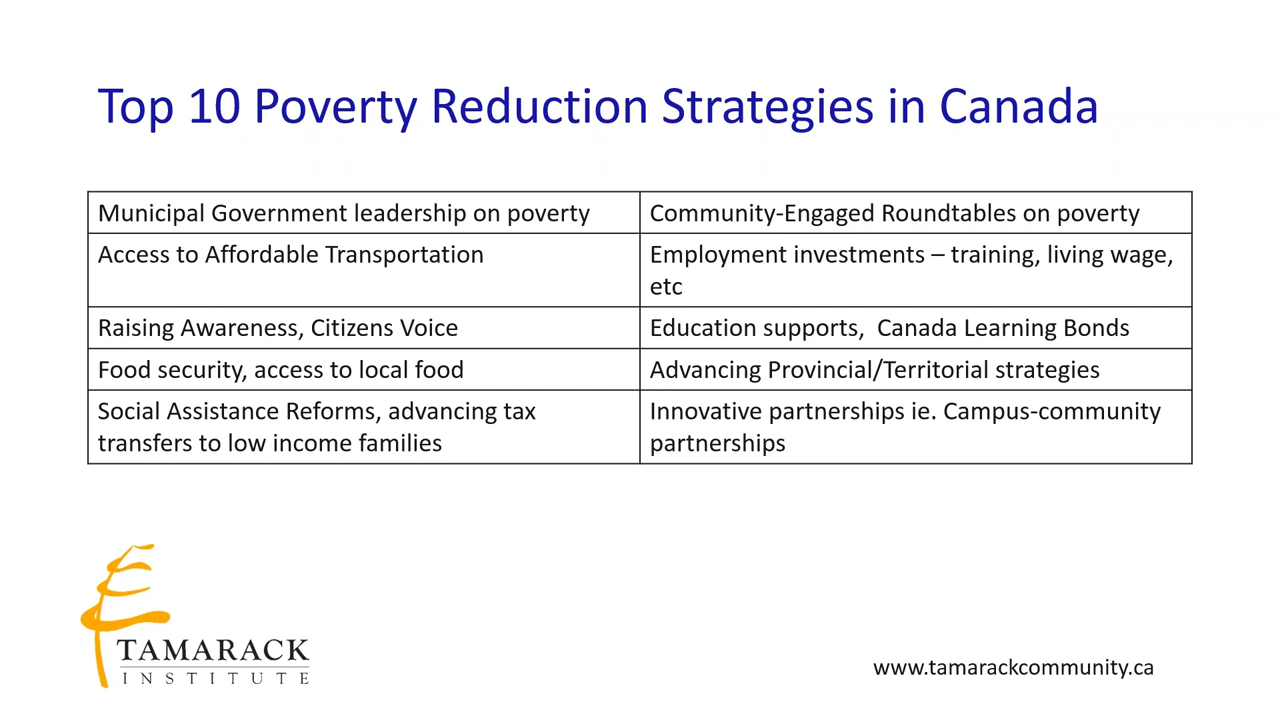 Top 10 Poverty Reduction Strategies in Canada
Municipal Government leadership on poverty
Community-Engaged Roundtables on poverty
Access to Affordable Transportation
Employment investments – training, living wage,
etc
Raising Awareness, Citizens Voice
Education supports,  Canada Learning Bonds
Food security, access to local food
Advancing Provincial/Territorial strategies
Social Assistance Reforms, advancing tax
transfers to low income families
Innovative partnerships ie. Campus-community
partnerships
TAMARACK
INSTITUTE
www.tamarackcommunity.ca